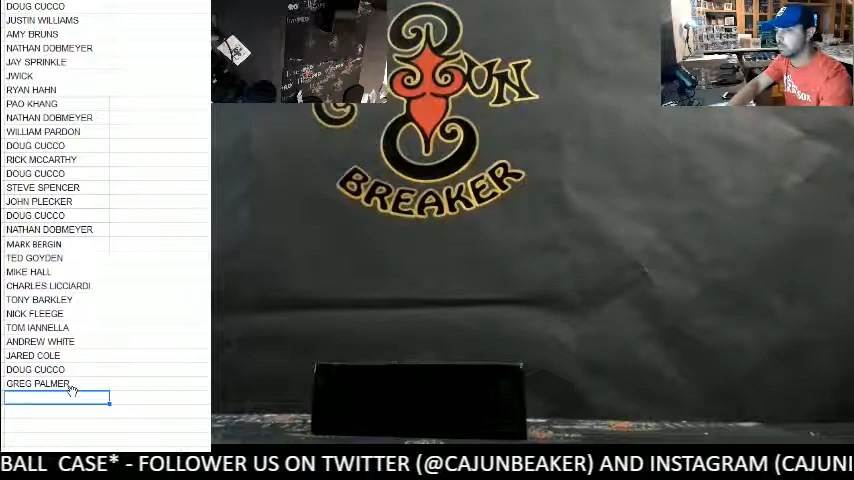 DOUG CUCCO
JUSTIN WILLIAMS
AMY BRUNS
NATHAN DOBMEYER
JAY SPRINKLE
JWICK
RYAN HAHN
PAO KHANG
NATHAN DOBMEYER
WILLIAM PARDON
DOUG CUCCO
RICK MCCARTHY
DOUG CUCCO
STEVE SPENCER
JOHN PLECKER
DOUG CUCCO
NATHAN DOBMEYER
MARK BERGIN
TED GOYDEN
MIKE HALL
CHARLES LICCIARDI
TONY BARKLEY
NICK FLEEGE
TOM IANNELLA
ANDREW WHITE
JARED COLE
DOUG CUCCO
GREG PALMER
UN
BREAKER
BALL CASE* - FOLLOWER US ON TWITTER (@CAJUNBEAKER) AND INSTAGRAM (CAJUNI